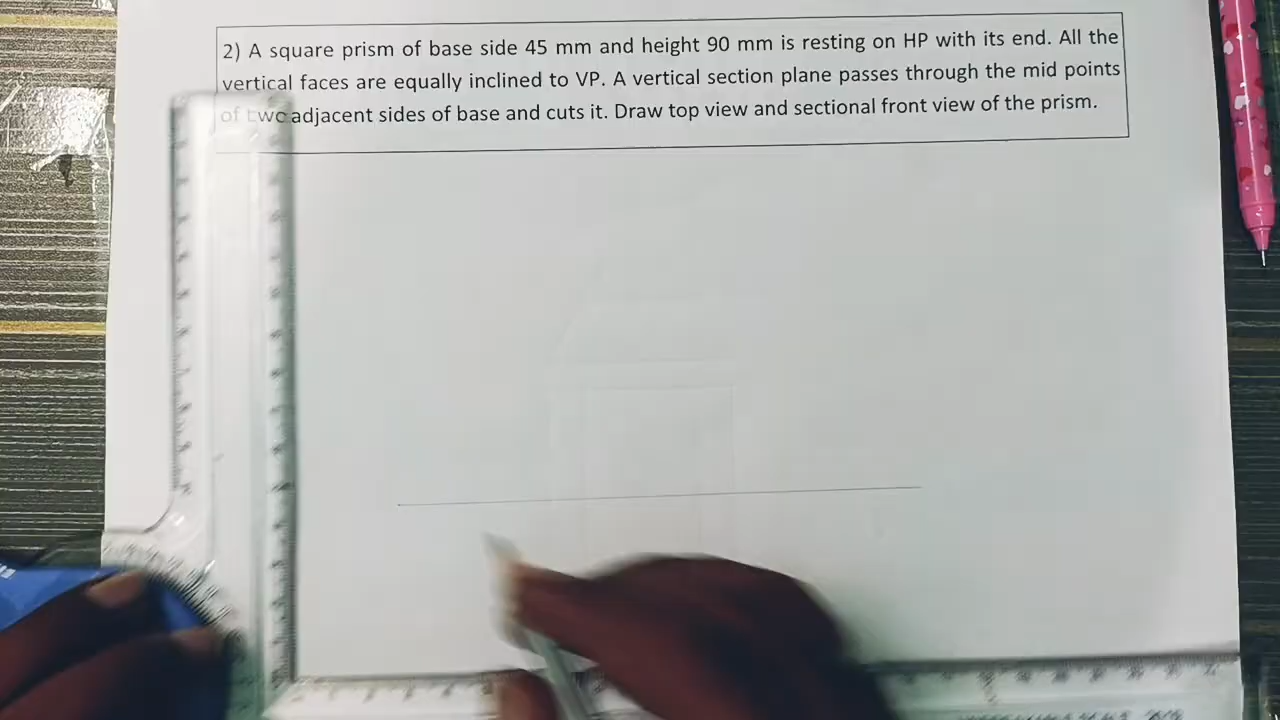 2) A square prism of base side 45 mm and height 90 mm is resting on HP with its end. All the
vertical faces are equally inclined to VP. A vertical section plane passes through the mid points
of two adjacent sides of base and cuts it. Draw top view and sectional front view of the prism.